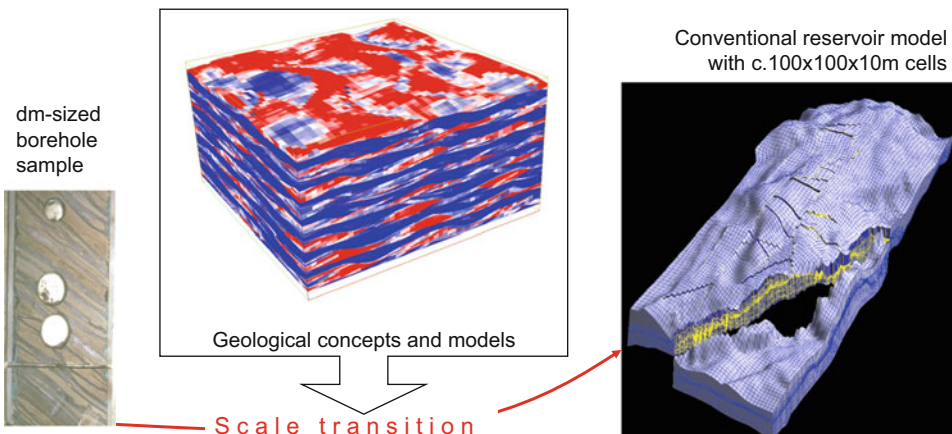 dm-sized
borehole
sample
Geological concepts and models
Scale transition
Conventional reservoir model
with c.100x100x10m cells